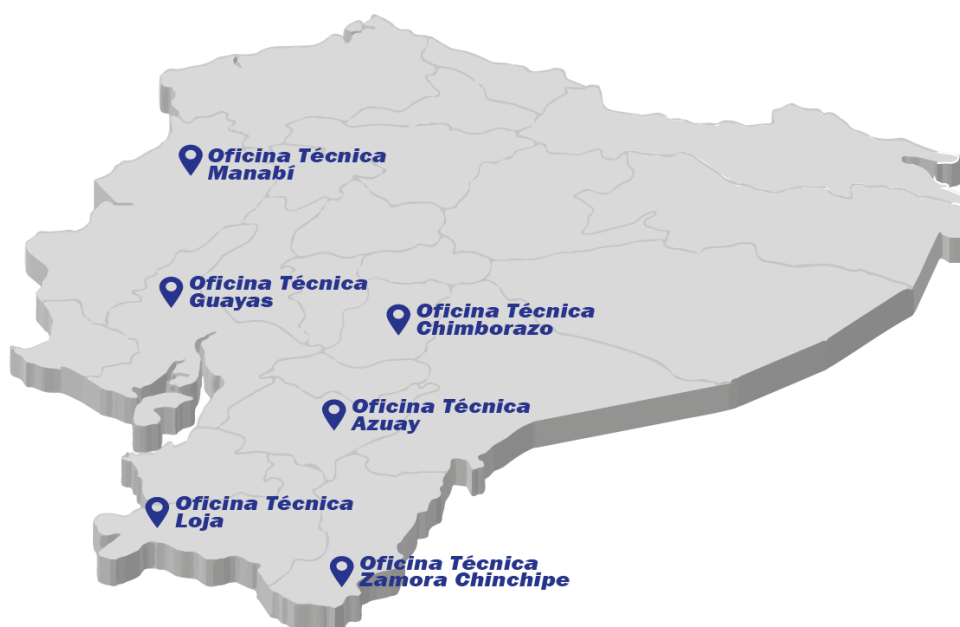 Oficina Técnica
Manabí
Oficina Técnica
Guayas
Oficina Técnica
Chimborazo
Oficina Técnica
Azuay
Oficina Técnica
Loja
Oficina Técnica
Zamora Chinchipe